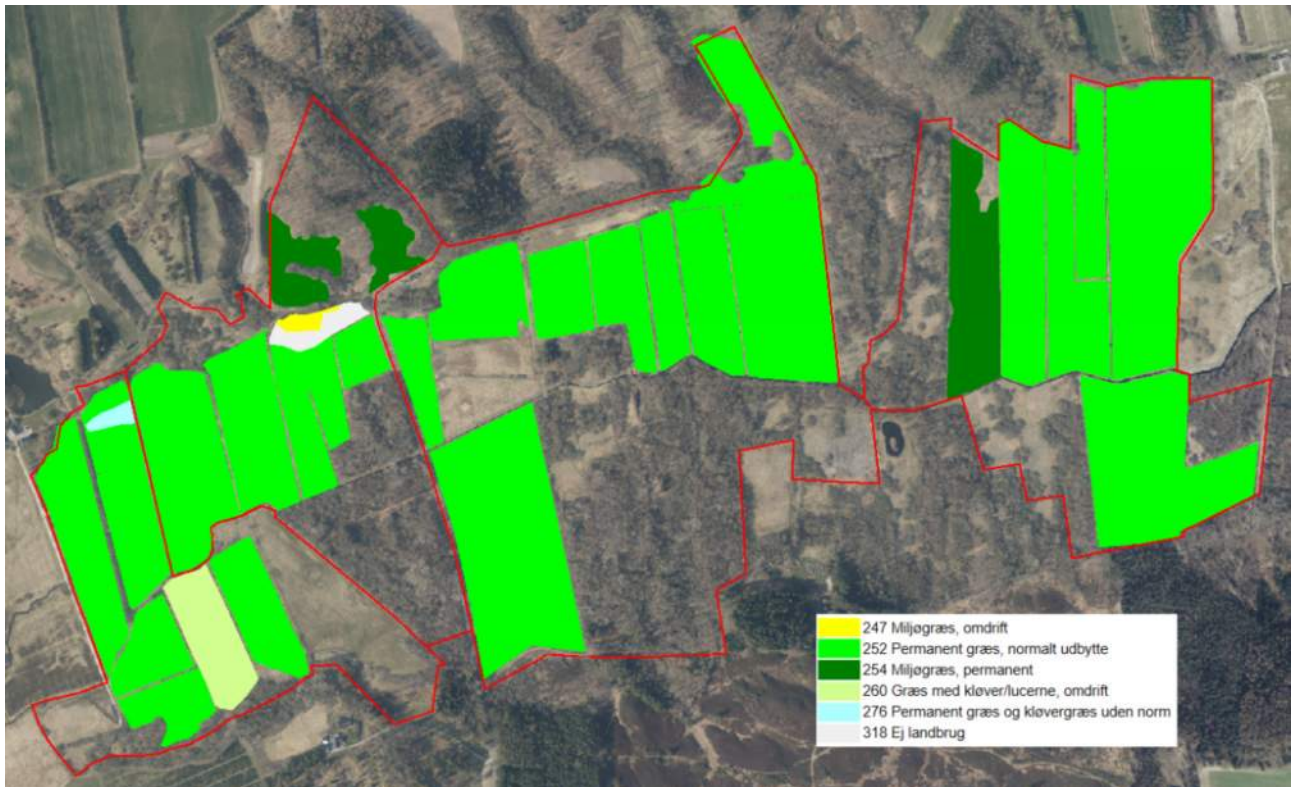 247 Miljøgræs, omdrift
252 Permanent græs, normalt udbytte
254 Miljøgræs, permanent
260 Græs med kløver/lucerne, omdrift
276 Permanent græs og kløvergræs uden norm
318 Ej landbrug